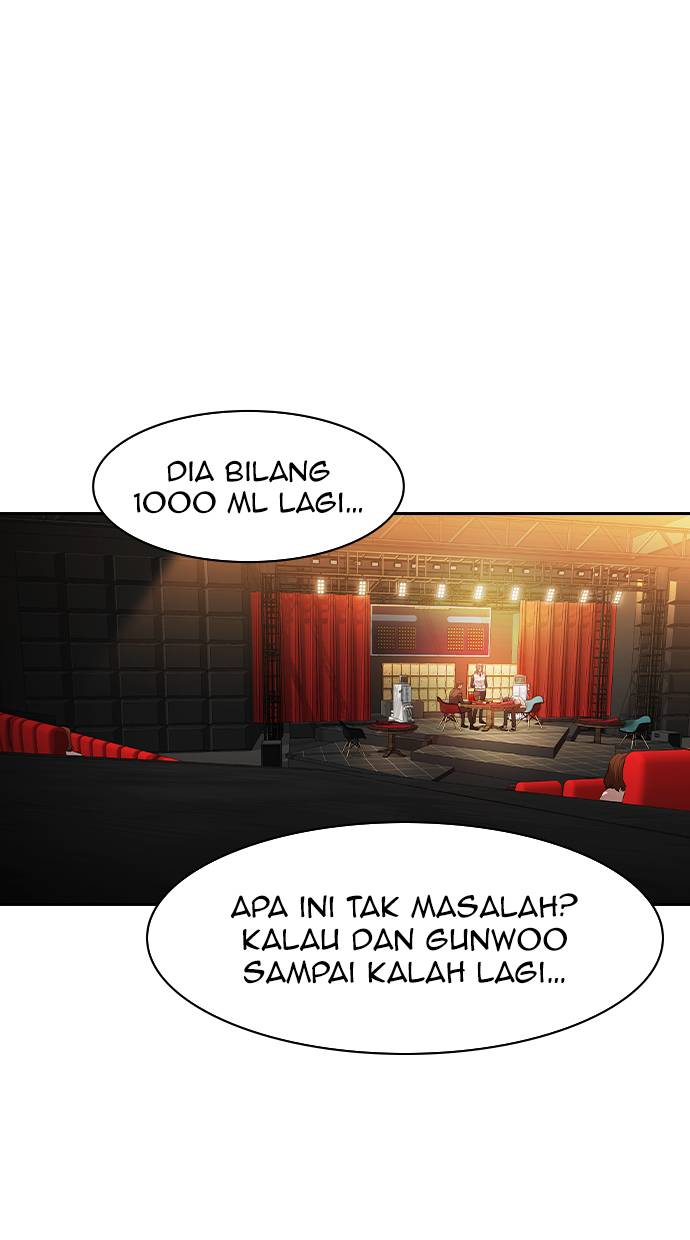 DIA BILANG
1000 ML LAGI...
APA INI TAK MASALAH?
KALAU DAN GUNWOO
SAMPAI KALAH LAGI...